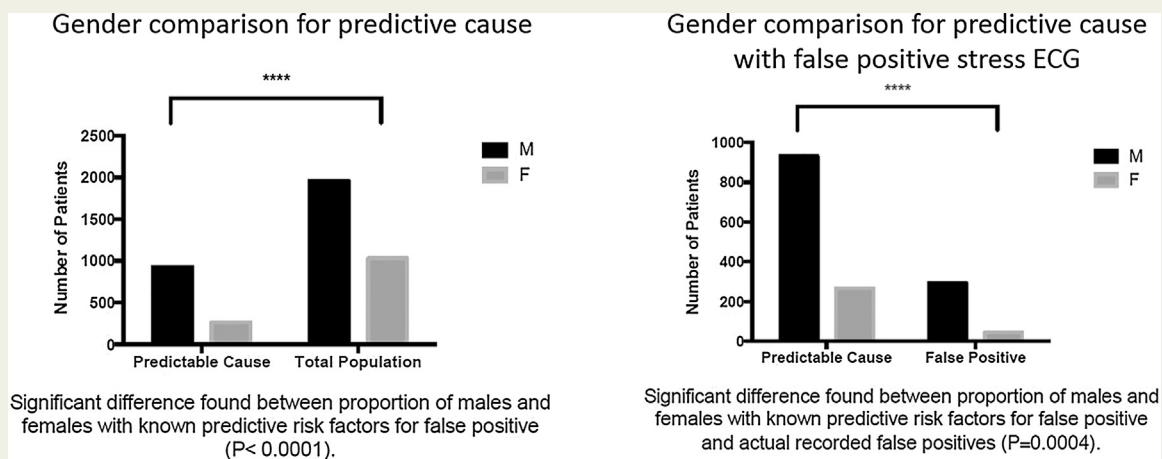 Gender comparison for predictive cause
****
2500
2000
1500
1000
500
0
Number of Patients
M
F
Predictable Cause
Total Population
Significant difference found between proportion of males and
females with known predictive risk factors for false positive
(P< 0.0001).
Gender comparison for predictive cause
with false positive stress ECG
****
1000
800
600
400
200
0
Number of Patients
M
F
Predictable Cause
False Positive
Significant difference found between proportion of males and
females with known predictive risk factors for false positive
and actual recorded false positives (P=0.0004).